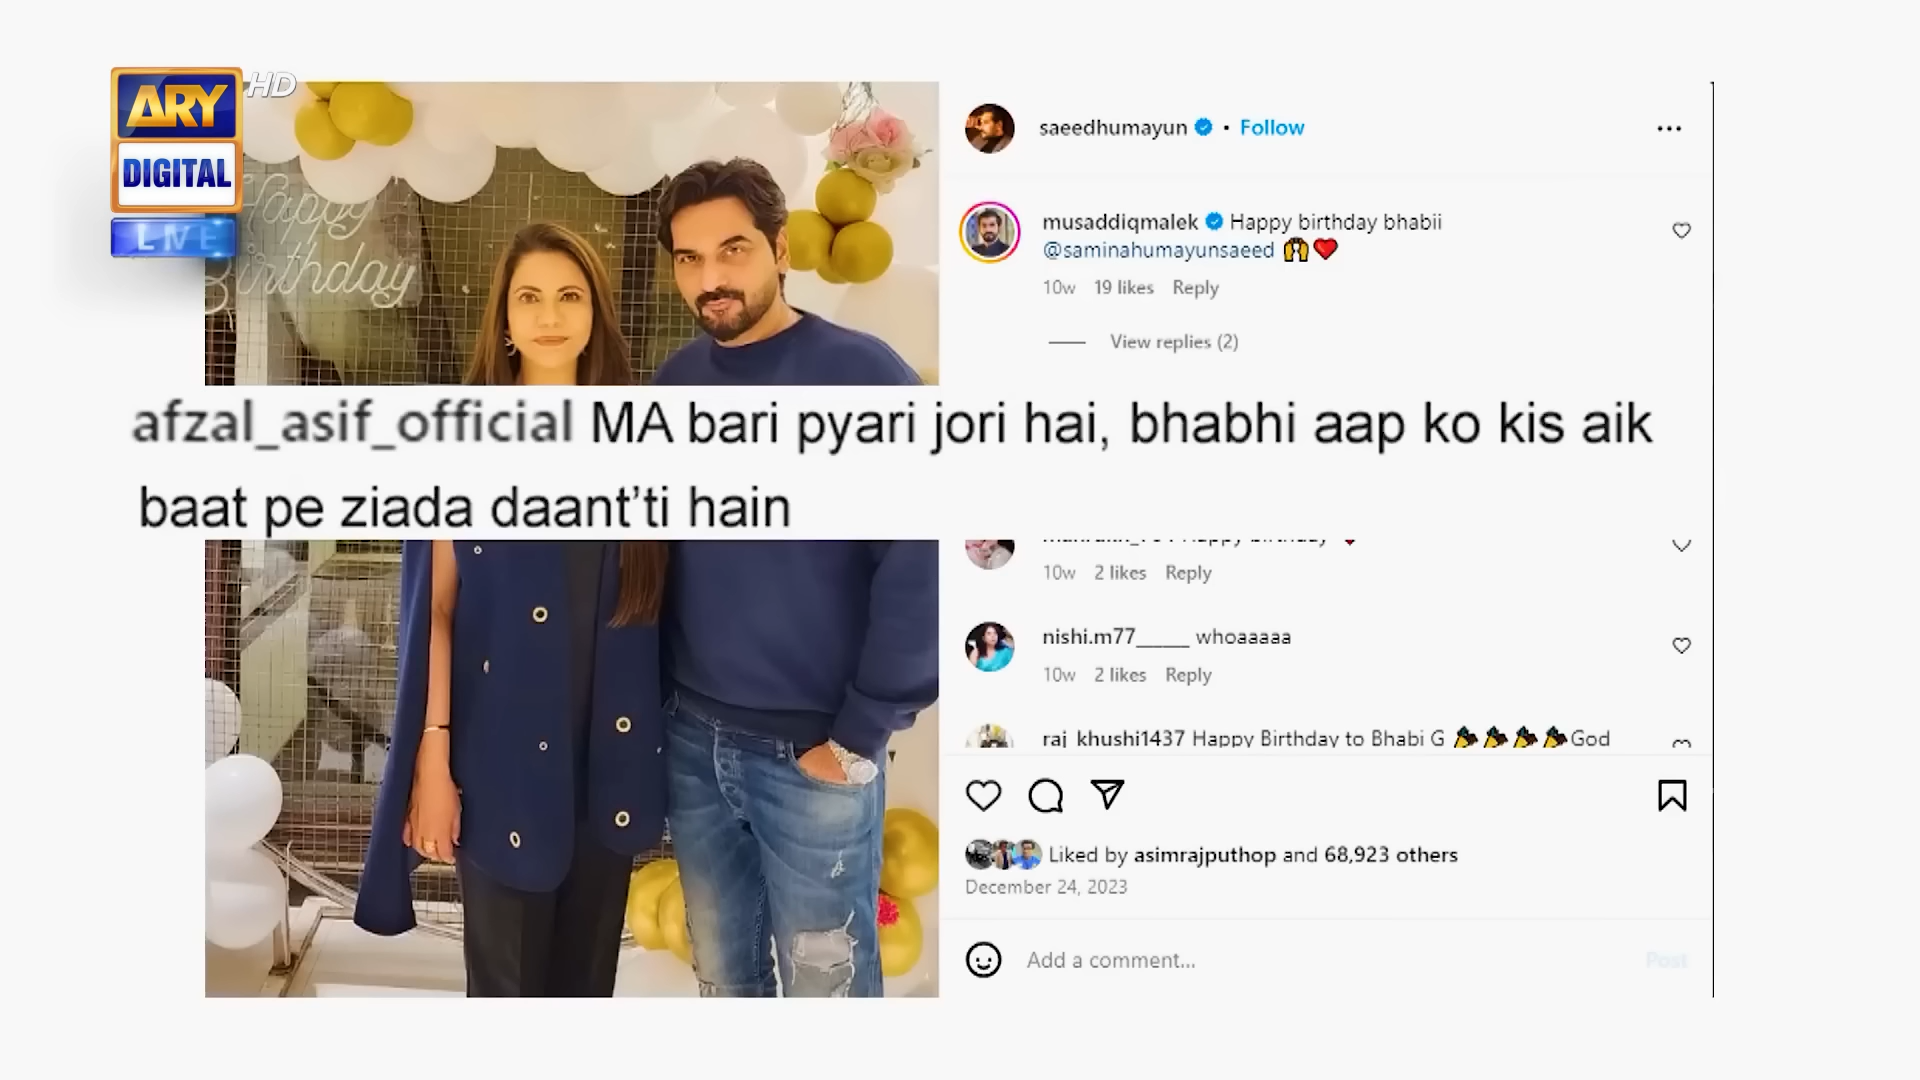 HD
ARY
DIGITAL
LIVE
Happy
Birthday
saeedhumayun • Follow
musaddiqmalek Happy birthday bhabii
@saminahumayunsaeed 🙌❤️
10w 19 likes Reply
View replies (2)
afzal_asif_official MA bari pyari jori hai, bhabhi aap ko kis aik
baat pe ziada daant’ti hain
10w 2 likes Reply
nishi.m77_____ whoaaaaa
10w 2 likes Reply
raj_khushi1437 Happy Birthday to Bhabi G 🎉🎉🎉🎉God
Liked by asimrajputhop and 68,923 others
December 24, 2023
Add a comment...
Post